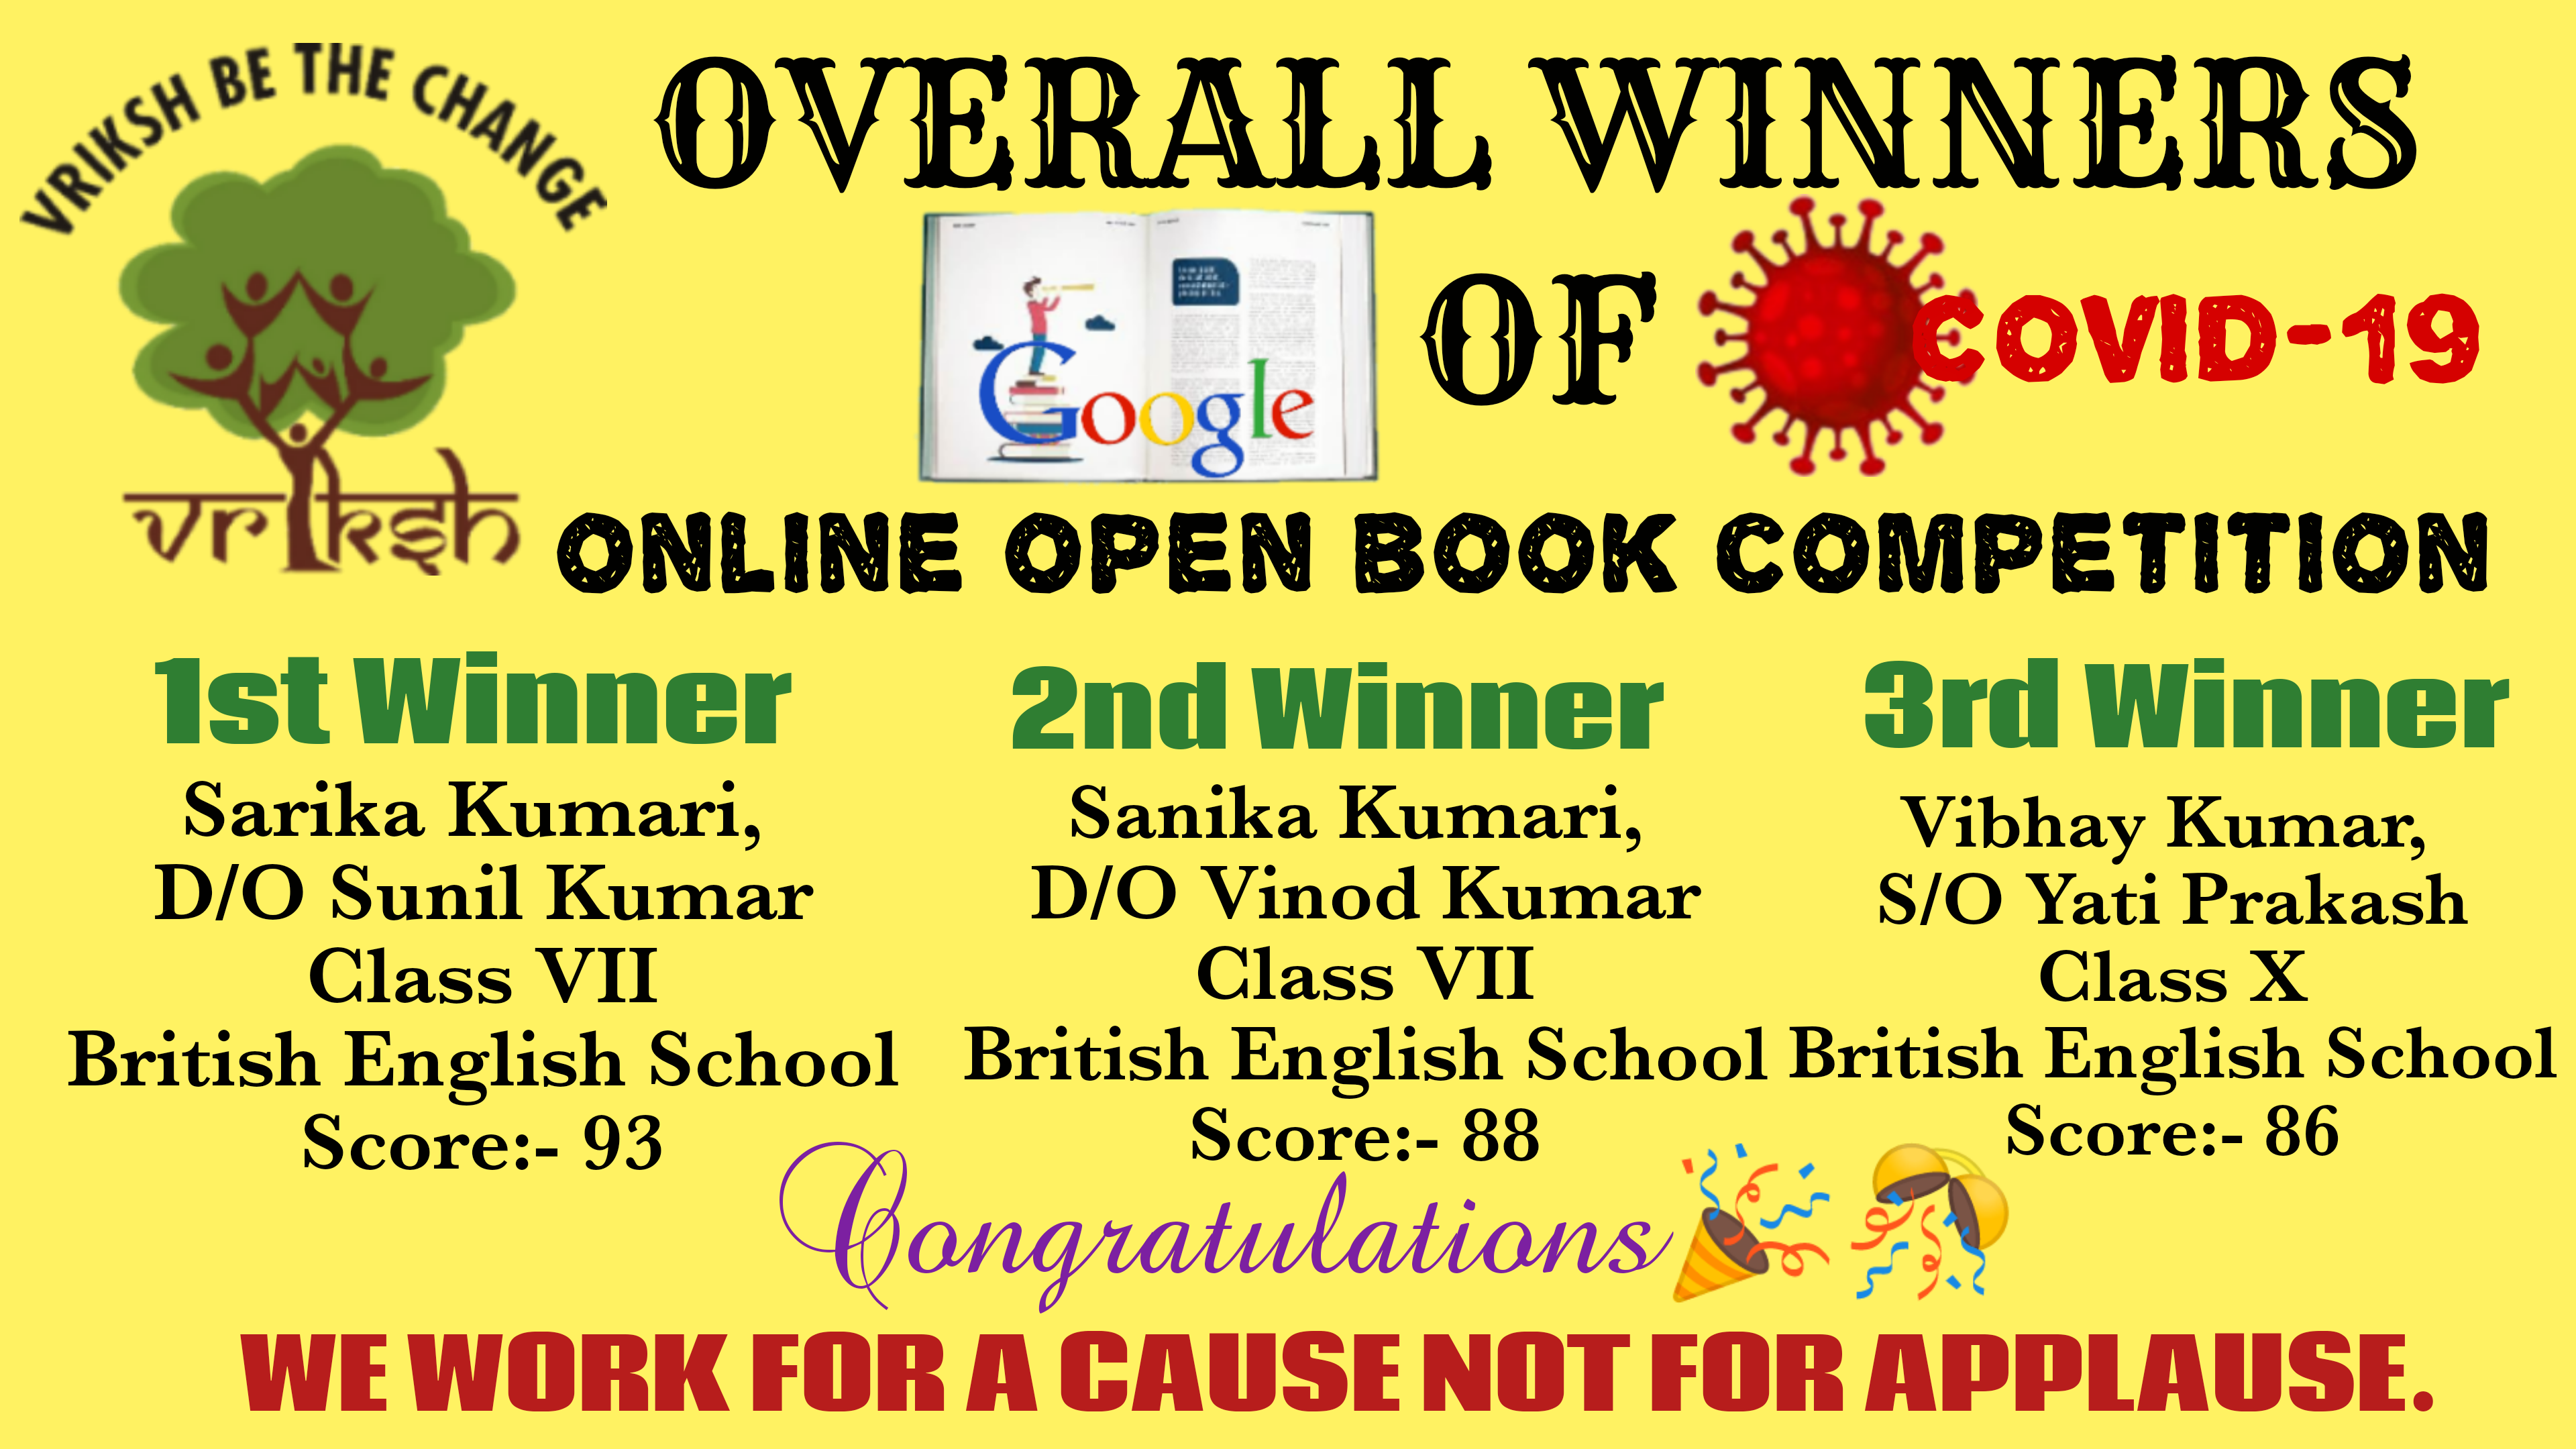 VRIKSH BE THE CHANGE
vriksh
OVERALL WINNERS
Google
OF
COVID-19
ONLINE OPEN BOOK COMPETITION
1st Winner
Sarika Kumari,
D/O Sunil Kumar
Class VII
British English School
Score:- 93
2nd Winner
Sanika Kumari,
D/O Vinod Kumar
Class VII
British English School
Score:- 88
3rd Winner
Vibhay Kumar,
S/O Yati Prakash
Class X
British English School
Score:- 86
Congratulations
WE WORK FOR A CAUSE NOT FOR APPLAUSE.